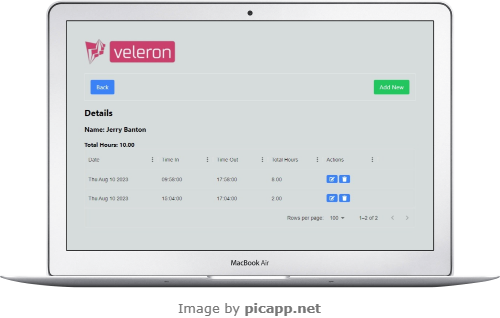 veleron
Back Add New
Details
Name: Jerry Banton
Total Hours: 10.00
Date Time In Time Out Total Hours Actions
Thu Aug 10 2023 09:58:00 17:58:00 8:00
Thu Aug 10 2023 15:04:00 17:04:00 2:00
Rows per page: 100 1–2 of 2
MacBook Air
Image by picapp.net